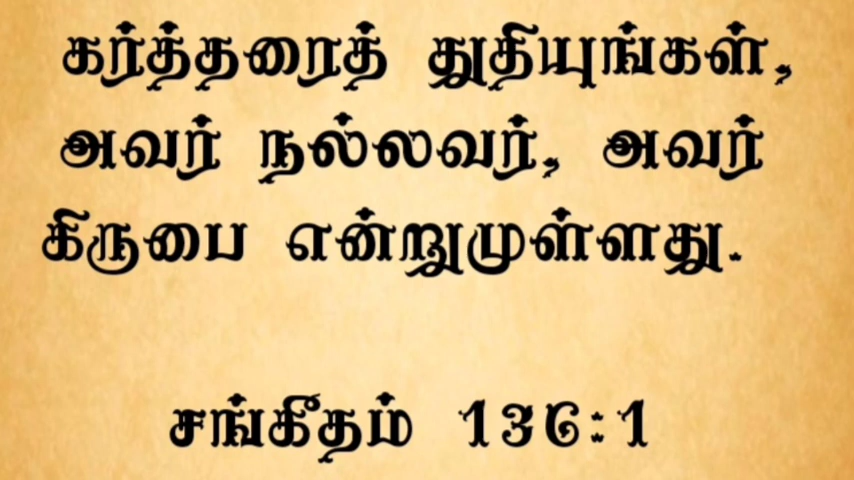 கர்த்தரைத் துதியுங்கள்,
அவர் நல்லவர், அவர்
கிருபை என்றுமுள்ளது.
சங்கீதம் 136:1